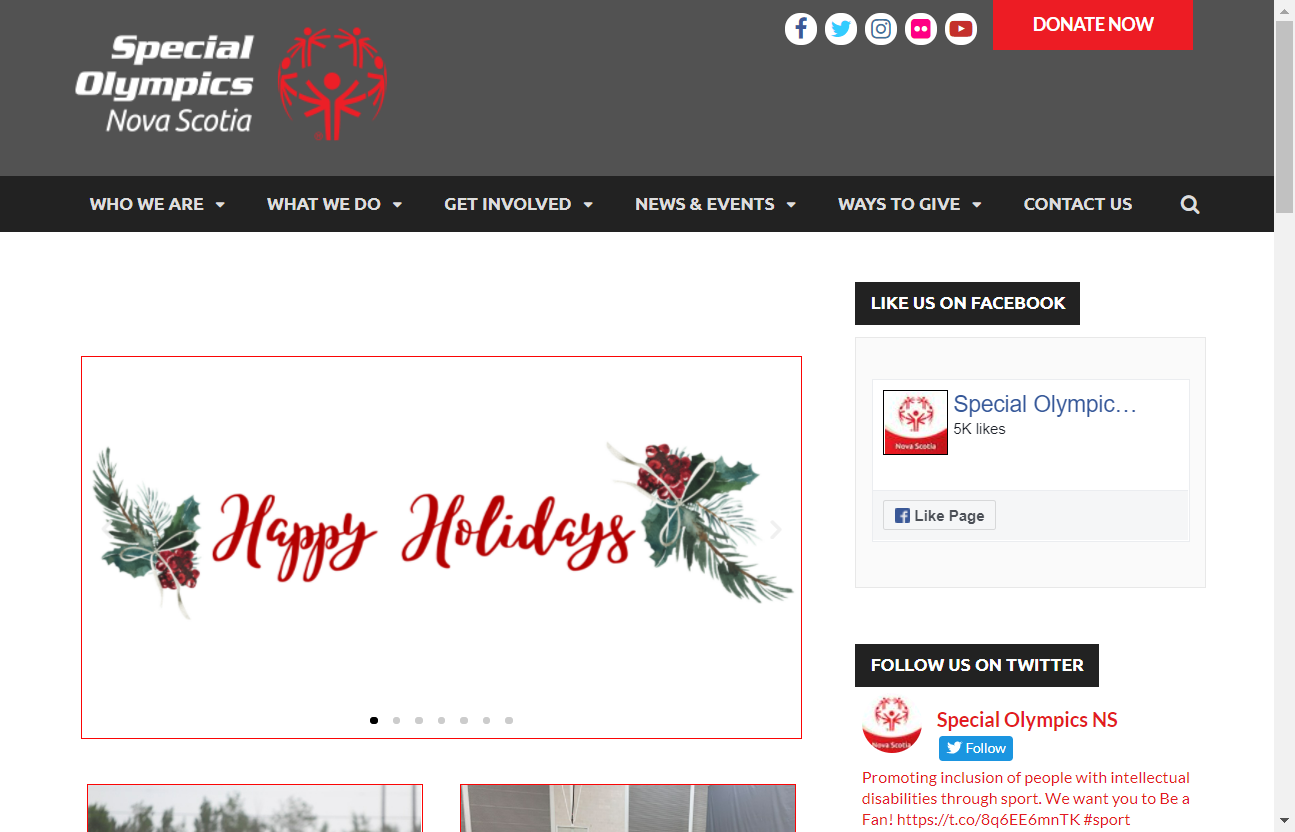 Special
Olympics
Nova Scotia
DONATE NOW
WHO WE ARE
WHAT WE DO
GET INVOLVED
NEWS & EVENTS
WAYS TO GIVE
CONTACT US
Happy Holidays
LIKE US ON FACEBOOK
Nova Scotia
Special Olympic…
5K likes
Like Page
FOLLOW US ON TWITTER
Nova Scotia
Special Olympics NS
Follow
Promoting inclusion of people with intellectual
disabilities through sport. We want you to Be a
Fan! https://t.co/8q6EE6mnTK #sport